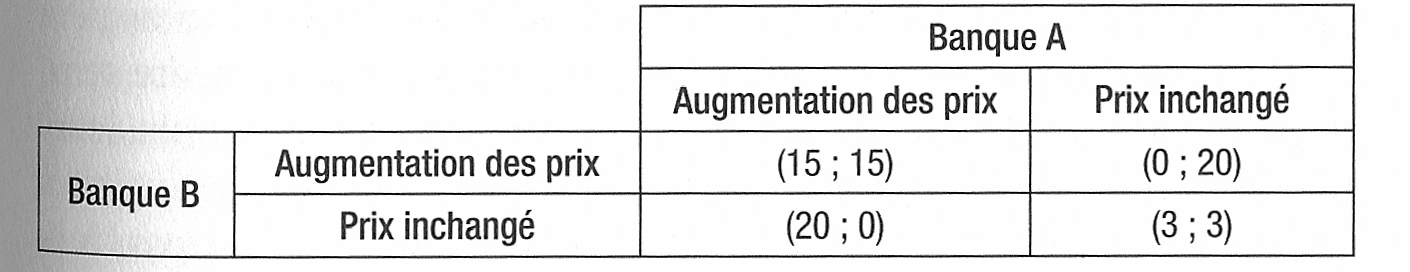 Banque A
Augmentation des prix Prix inchangé
Banque B
Augmentation des prix (15 ; 15) (0 ; 20)
Prix inchangé (20 ; 0) (3 ; 3)